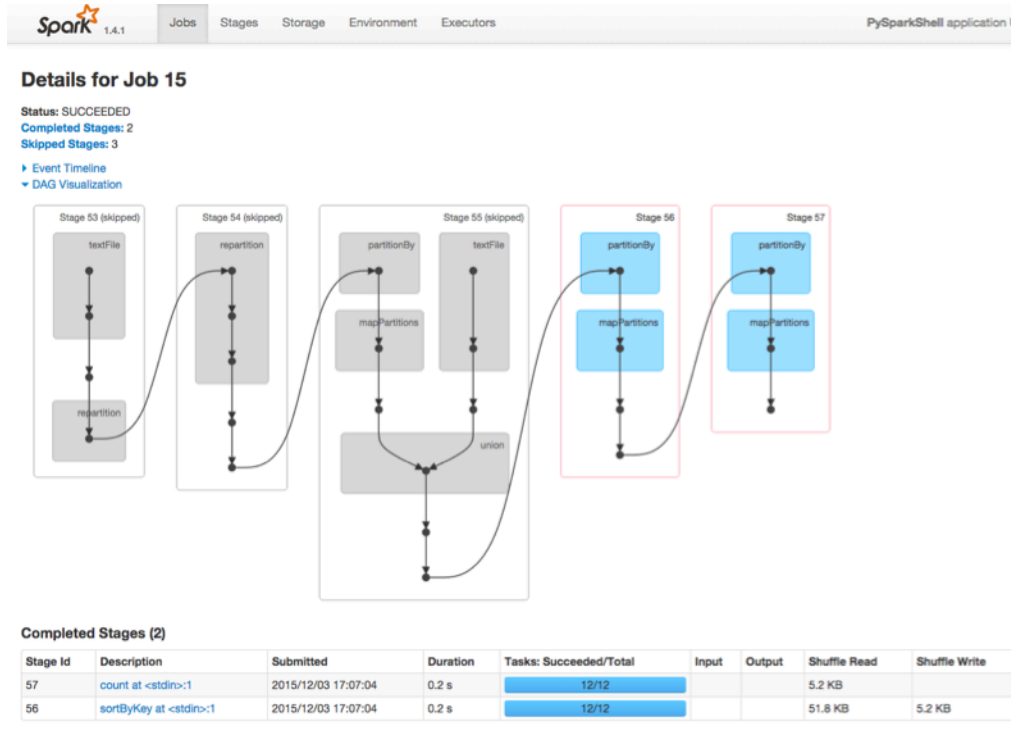 Spark 1.4.1 Jobs Stages Storage Environment Executors PySparkShell application
Details for Job 15
Status: SUCCEEDED
Completed Stages: 2
Skipped Stages: 3
Event Timeline
DAG Visualization
Stage 53 (skipped) Stage 54 (skipped) Stage 55 (skipped) Stage 56 Stage 57
textFile repartition partitionBy textFile partitionBy partitionBy
mapPartitions mapPartitions mapPartitions
repartition
union
Completed Stages (2)
Stage Id Description Submitted Duration Tasks: Succeeded/Total Input Output Shuffle Read Shuffle Write
57 count at <stdin>:1 2015/12/03 17:07:04 0.2 s 12/12 5.2 KB
56 sortByKey at <stdin>:1 2015/12/03 17:07:04 0.2 s 12/12 51.8 KB 5.2 KB